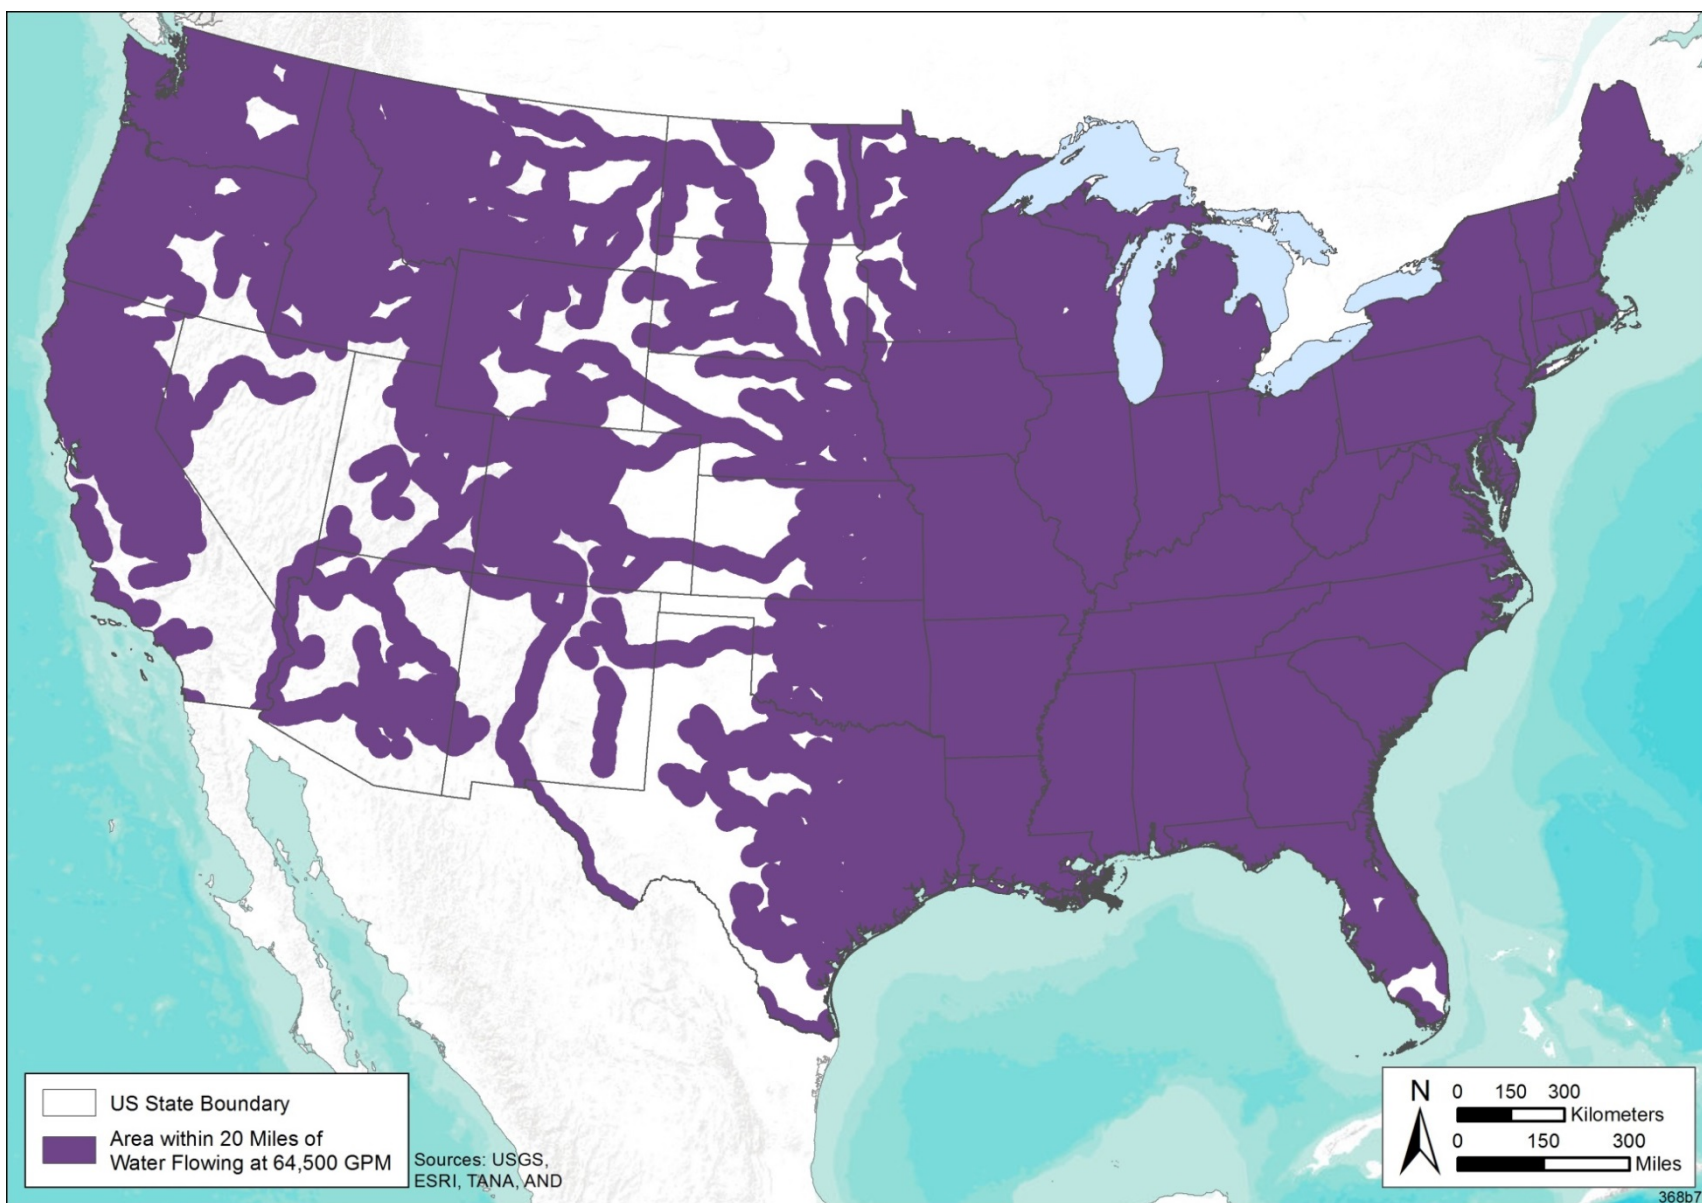 US State Boundary
Area within 20 Miles of
Water Flowing at 64,500 GPM
Sources: USGS,
ESRI, TANA, AND
N
0 150 300
Kilometers
0 150 300
Miles
368b7